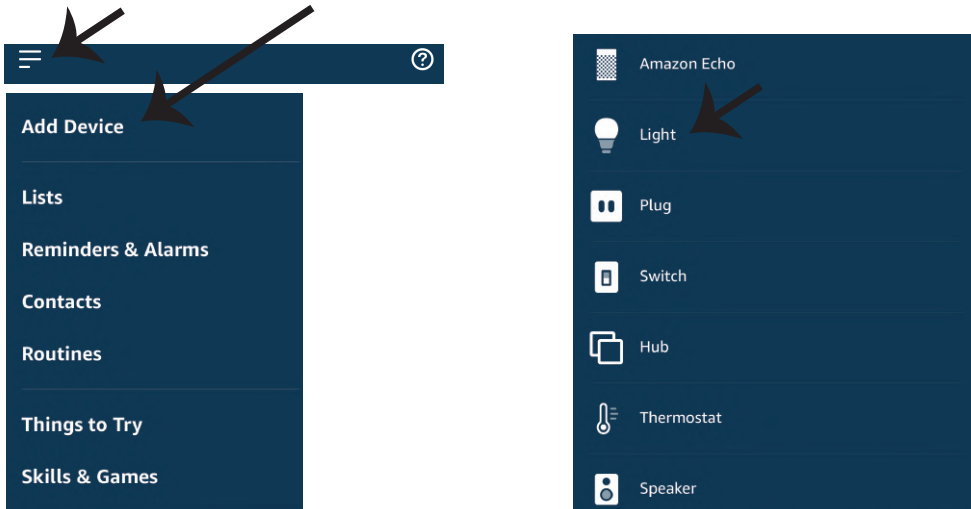 Add Device
Lists
Reminders & Alarms
Contacts
Routines
Things to Try
Skills & Games
Amazon Echo
Light
Plug
Switch
Hub
Thermostat
Speaker